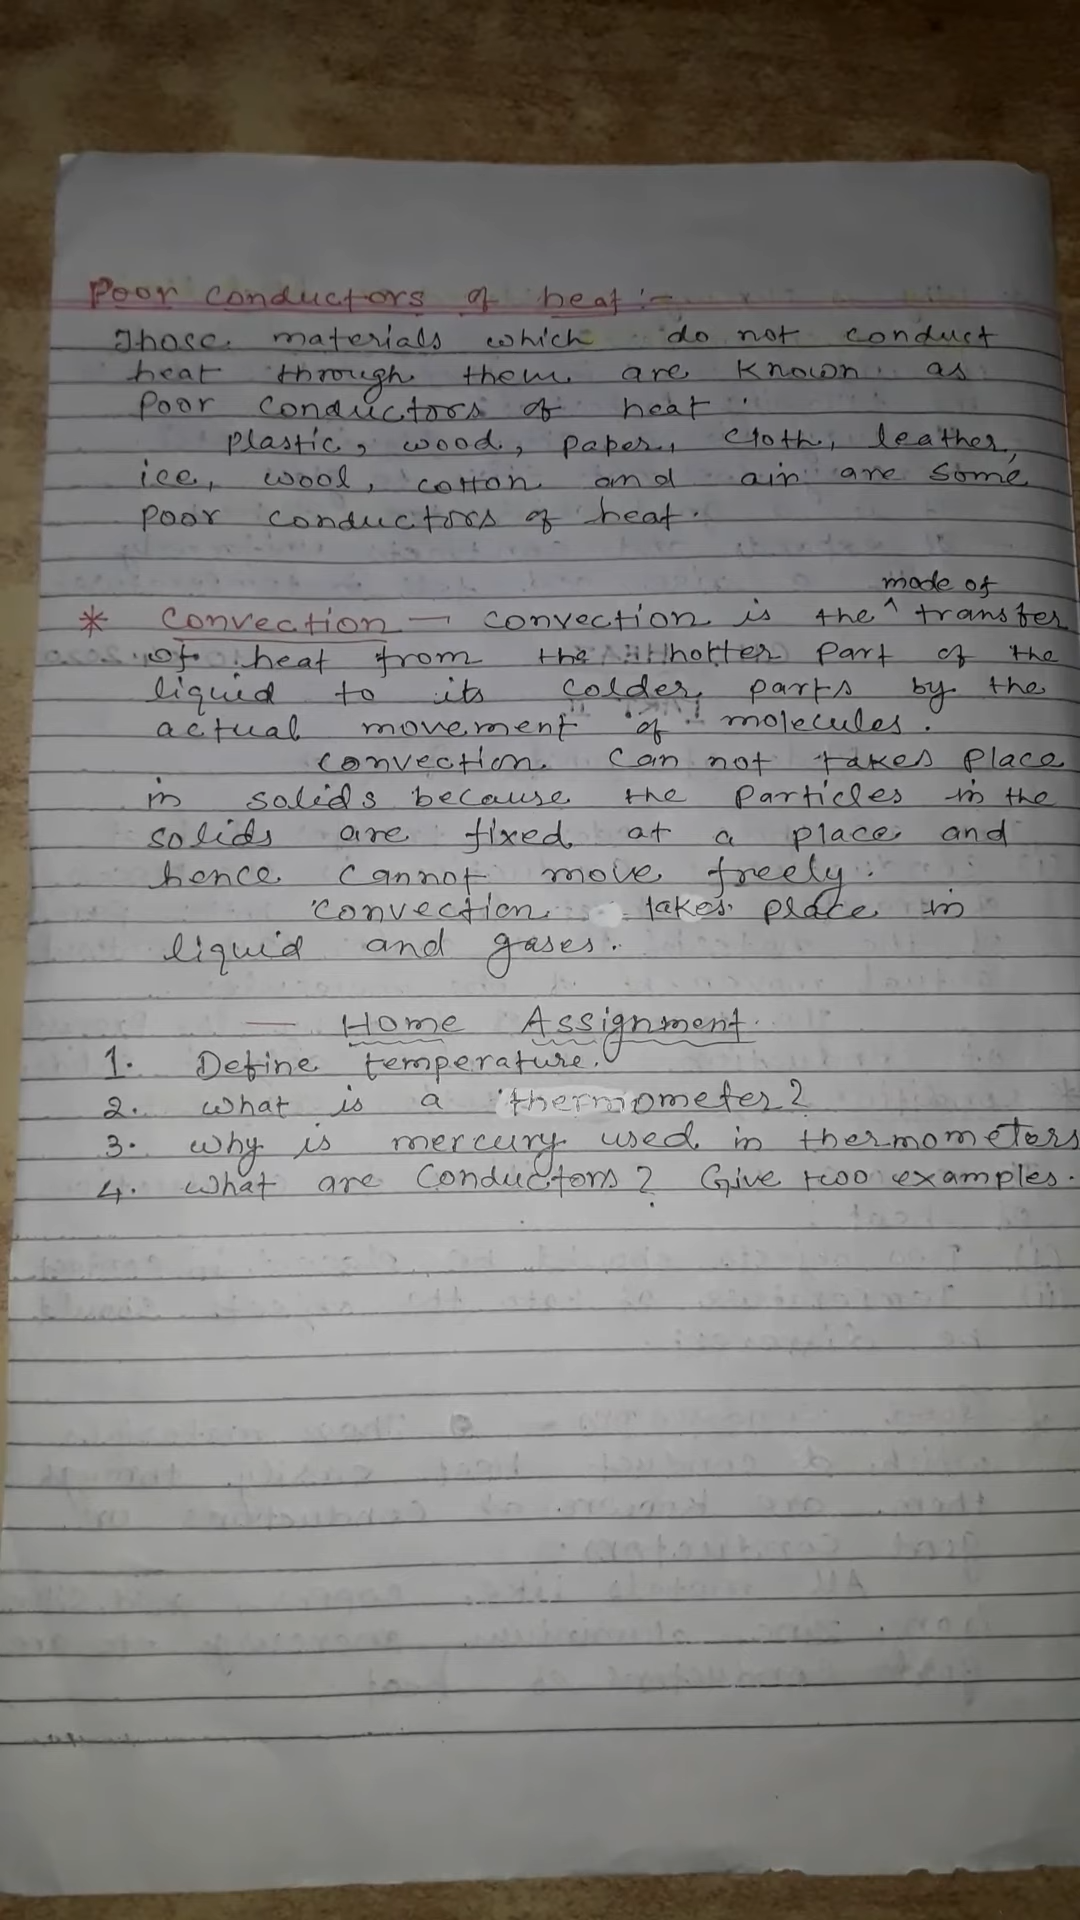 Poor conductors of heat :-
Those materials which do not conduct
heat through them are known as
Poor conductors of heat.
Plastic, wood, paper, cloth, leather,
ice, wool, cotton and air are some
Poor conductors of heat.
mode of
* Convection — convection is the ^ transfer
of heat from the hotter part of the
liquid to its colder parts by the
actual movement of molecules.
convection can not takes place
in solids because the particles in the
solids are fixed at a place and
hence cannot move freely.
convection takes place in
liquid and gases.
— Home Assignment.
1. Define temperature.
2. What is a thermometer?
3. Why is mercury used in thermometers
4. What are Conductors? Give two examples.